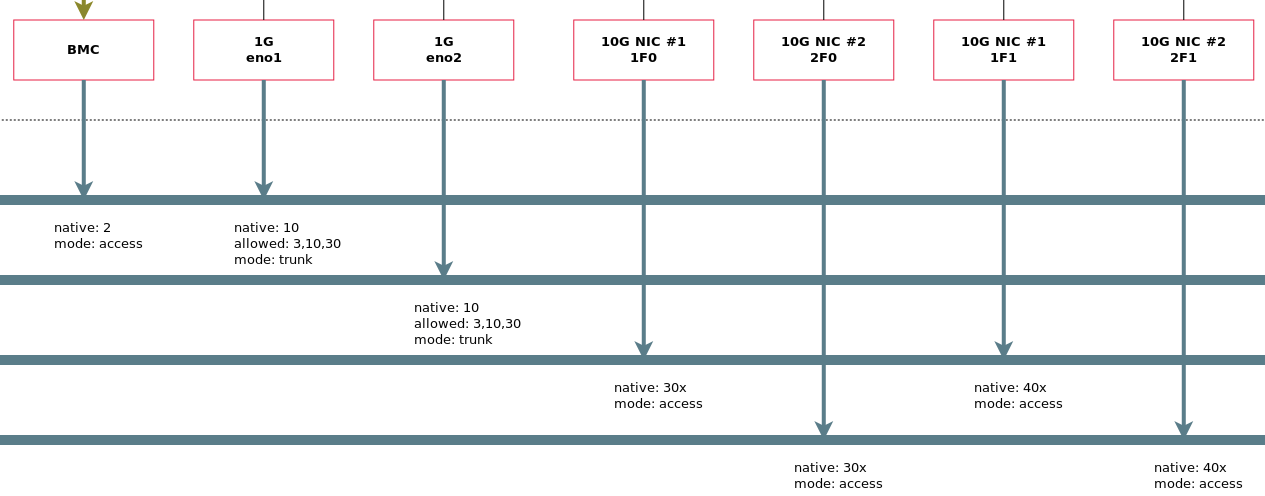 BMC
1G
eno1
1G
eno2
10G NIC #1
1F0
10G NIC #2
2F0
10G NIC #1
1F1
10G NIC #2
2F1
native: 2
mode: access
native: 10
allowed: 3,10,30
mode: trunk
native: 10
allowed: 3,10,30
mode: trunk
native: 30x
mode: access
native: 40x
mode: access
native: 30x
mode: access
native: 40x
mode: access